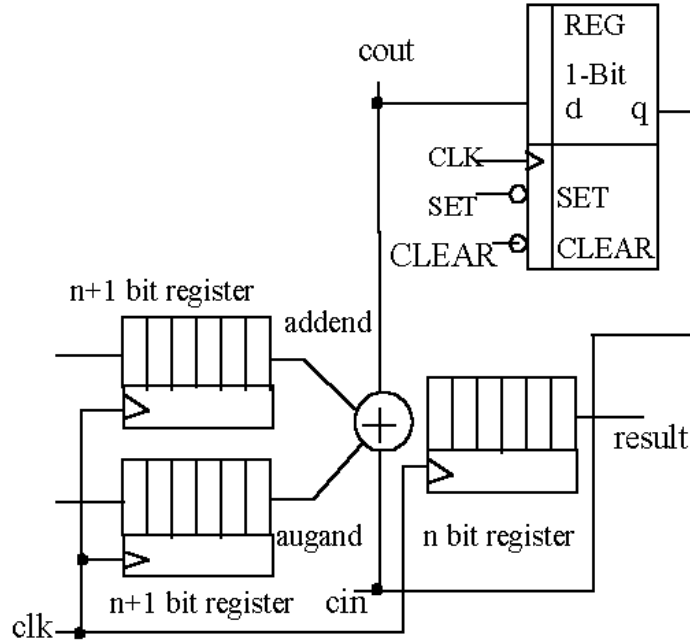 REG
cout
1-Bit
d q
CLK
SET SET
CLEAR CLEAR
n+1 bit register
addend
result
augand n bit register
n+1 bit register cin
clk